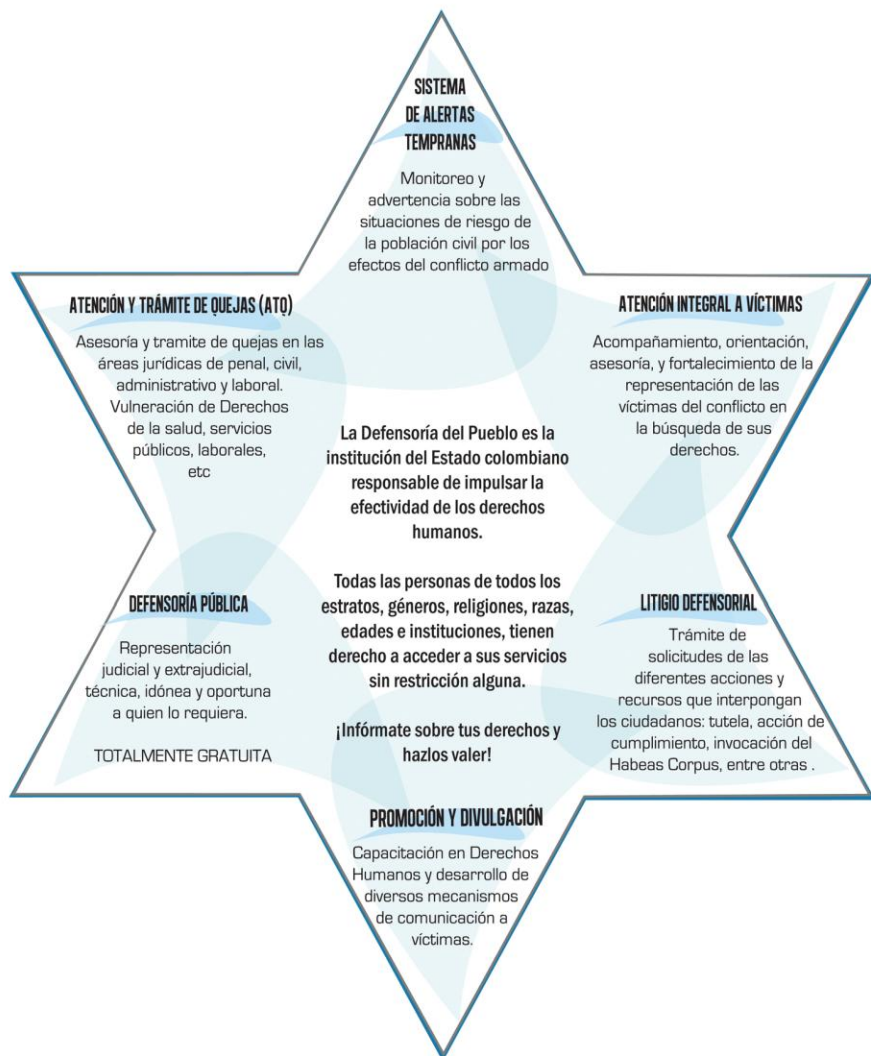 SISTEMA
DE ALERTAS
TEMPRANAS
Monitoreo y
advertencia sobre las
situaciones de riesgo de
la población civil por los
efectos del conflicto armado
ATENCIÓN Y TRÁMITE DE QUEJAS (ATQ)
Asesoría y tramite de quejas en las
áreas jurídicas de penal, civil,
administrativo y laboral.
Vulneración de Derechos
de la salud, servicios
públicos, laborales,
etc
ATENCIÓN INTEGRAL A VÍCTIMAS
Acompañamiento, orientación,
asesoría, y fortalecimiento de la
representación de las
víctimas del conflicto en
la búsqueda de sus
derechos.
La Defensoría del Pueblo es la
institución del Estado colombiano
responsable de impulsar la
efectividad de los derechos
humanos.
Todas las personas de todos los
estratos, géneros, religiones, razas,
edades e instituciones, tienen
derecho a acceder a sus servicios
sin restricción alguna.
¡Infórmate sobre tus derechos y
hazlos valer!
DEFENSORÍA PÚBLICA
Representación
judicial y extrajudicial,
técnica, idónea y oportuna
a quien lo requiera.
TOTALMENTE GRATUITA
LITIGIO DEFENSORIAL
Trámite de
solicitudes de las
diferentes acciones y
recursos que interpongan
los ciudadanos: tutela, acción de
cumplimiento, invocación del
Habeas Corpus, entre otras .
PROMOCIÓN Y DIVULGACIÓN
Capacitación en Derechos
Humanos y desarrollo de
diversos mecanismos
de comunicación a
víctimas.